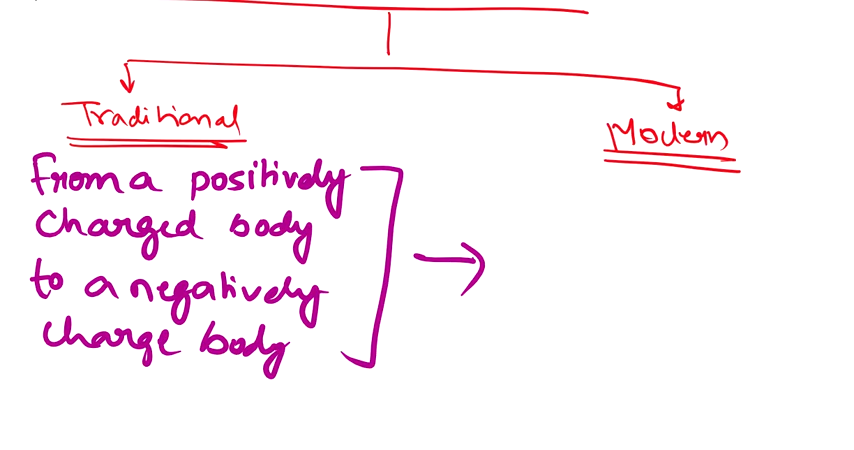 Traditional
Modern
From a positively
Charged body
to a negatively
charge body